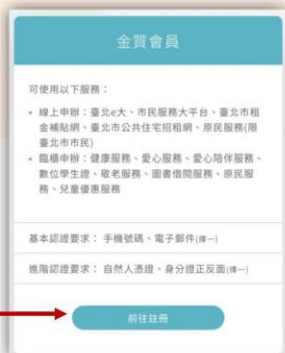 金質會員
可使用以下服務：
• 線上申辦：臺北e大、市民服務大平台、臺北市租
金補貼網、臺北市公共住宅招租網、原民服務(限
臺北市市民)
• 臨櫃申辦：健康服務、愛心服務、愛心陪伴服務、
數位學生證、敬老服務、圖書借閱服務、原民服
務、兒童優惠服務
基本認證要求： 手機號碼、電子郵件(擇一)
進階認證要求： 自然人憑證、身分證正反面(擇一)
前往註冊